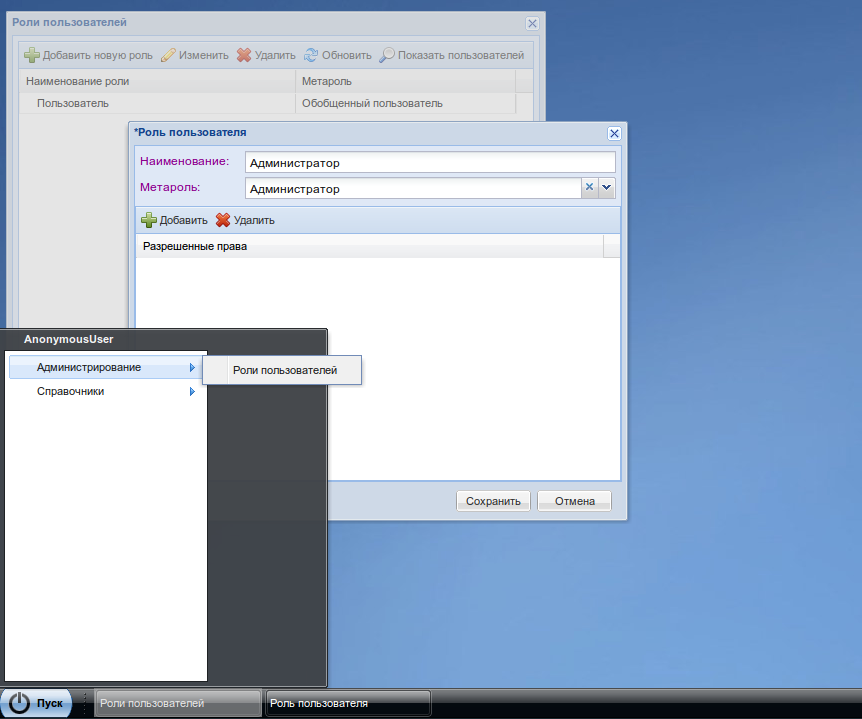 Роли пользователей
Добавить новую роль Изменить Удалить Обновить Показать пользователей
Наименование роли Метароль
Пользователь Обобщенный пользователь
*Роль пользователя
Наименование: Администратор
Метароль: Администратор
Добавить Удалить
Разрешенные права
AnonymousUser
Администрирование
Роли пользователей
Справочники
Сохранить Отмена
Пуск Роли пользователей Роль пользователя